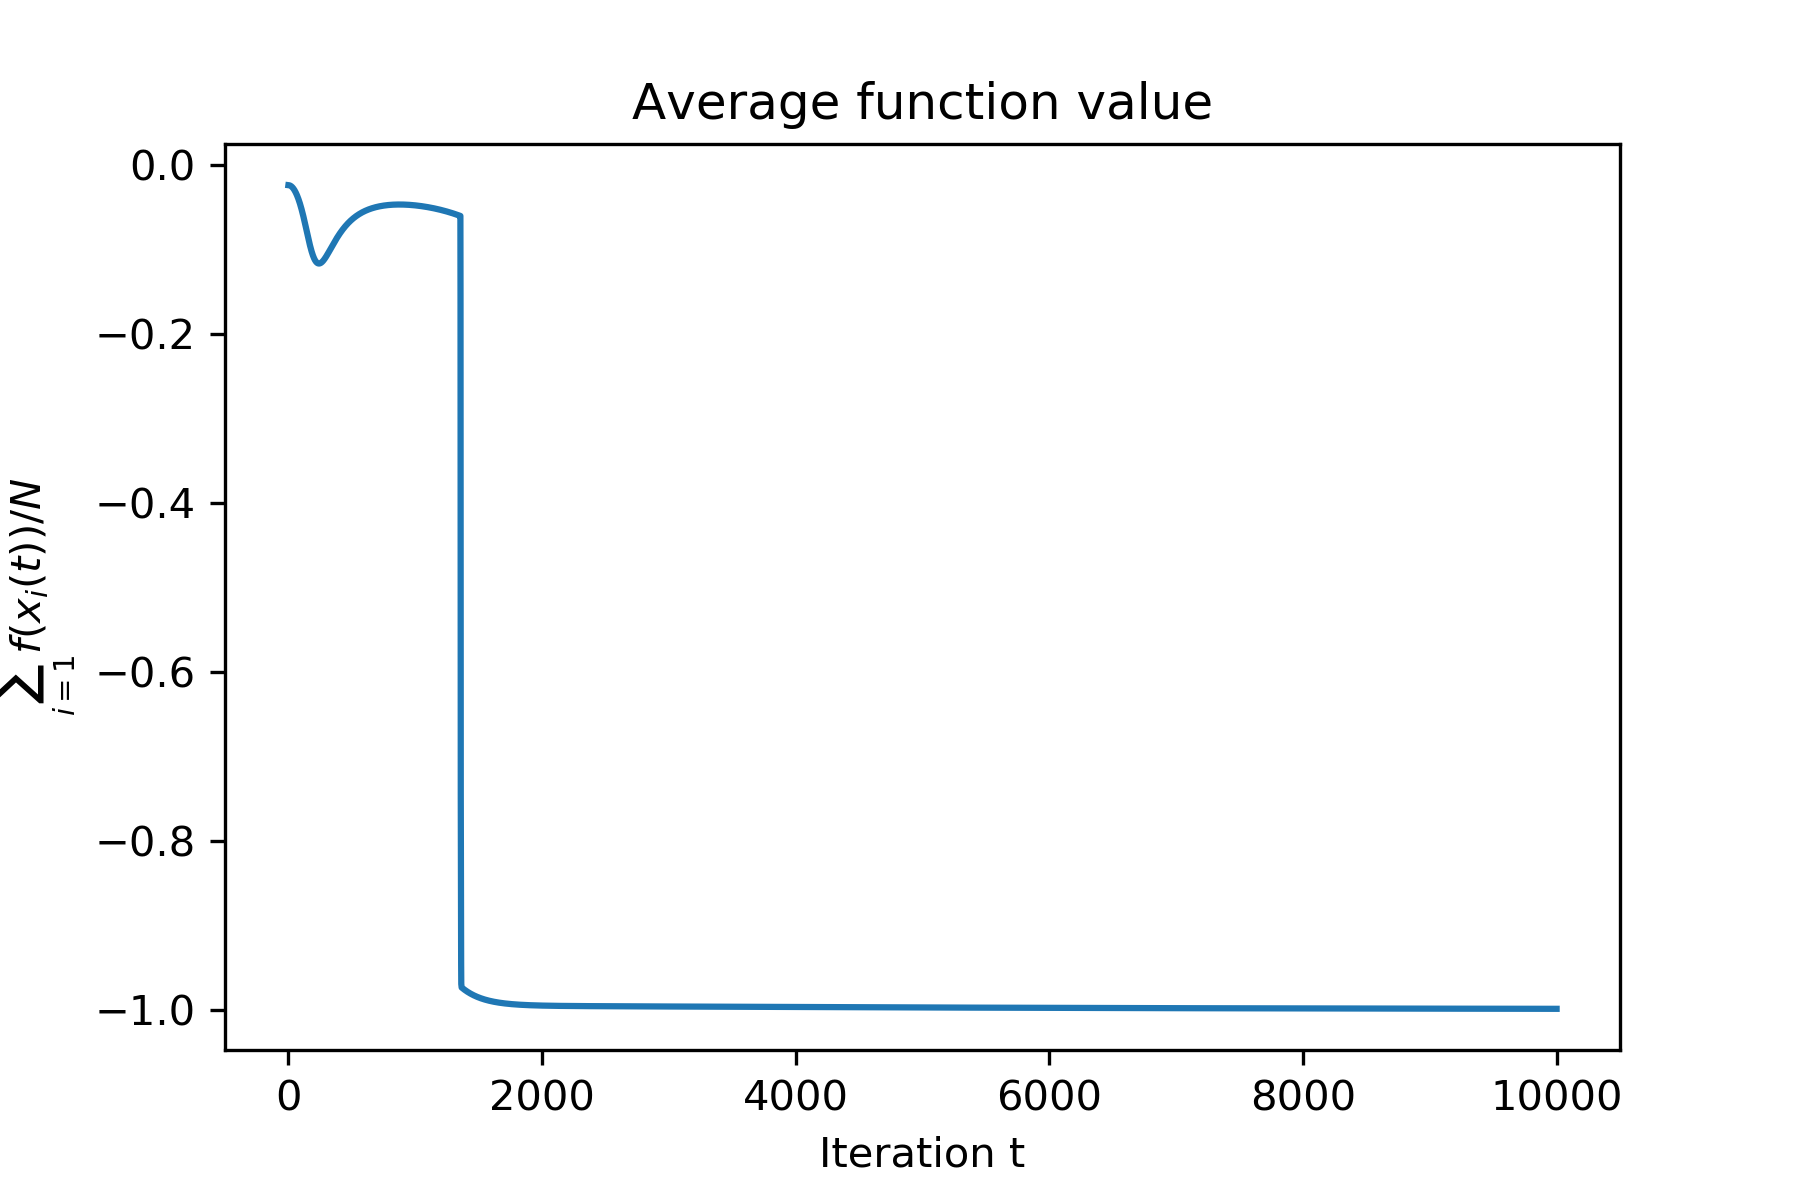 Average function value
0.0
−0.2
−0.4
−0.6
−0.8
−1.0
∑ f(x_i(t))/N
i = 1
0 2000 4000 6000 8000 10000
Iteration t